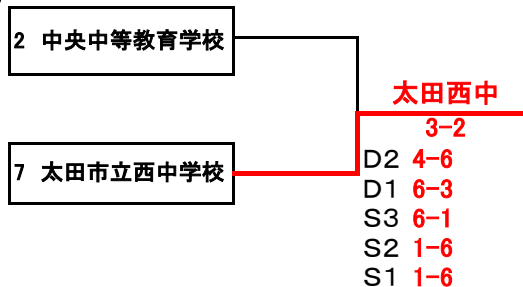 2 中央中等教育学校
太田西中
3-2
7 太田市立西中学校
D2 4-6
D1 6-3
S3 6-1
S2 1-6
S1 1-6